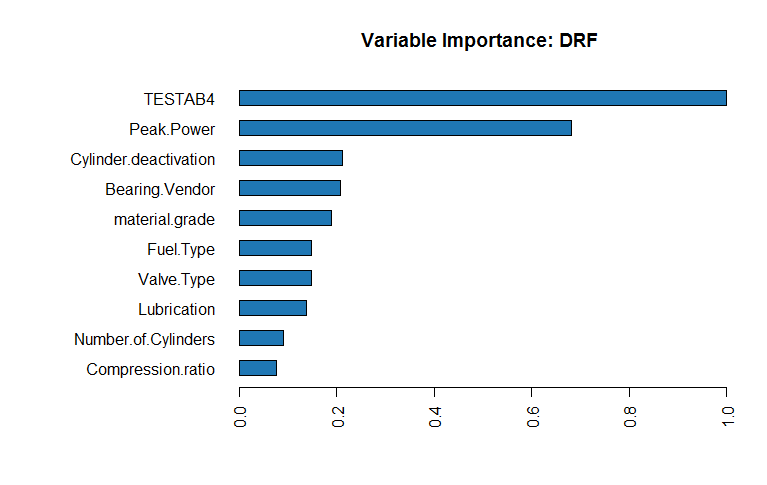 Variable Importance: DRF
TESTAB4
Peak.Power
Cylinder.deactivation
Bearing.Vendor
material.grade
Fuel.Type
Valve.Type
Lubrication
Number.of.Cylinders
Compression.ratio
0.0 0.2 0.4 0.6 0.8 1.0